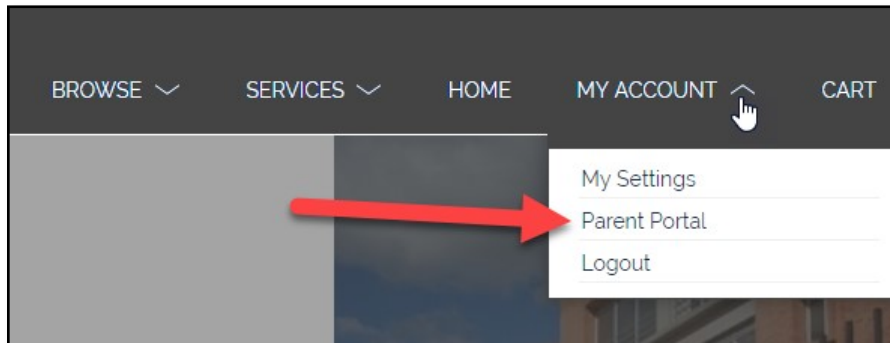 BROWSE SERVICES HOME MY ACCOUNT CART
My Settings
Parent Portal
Logout